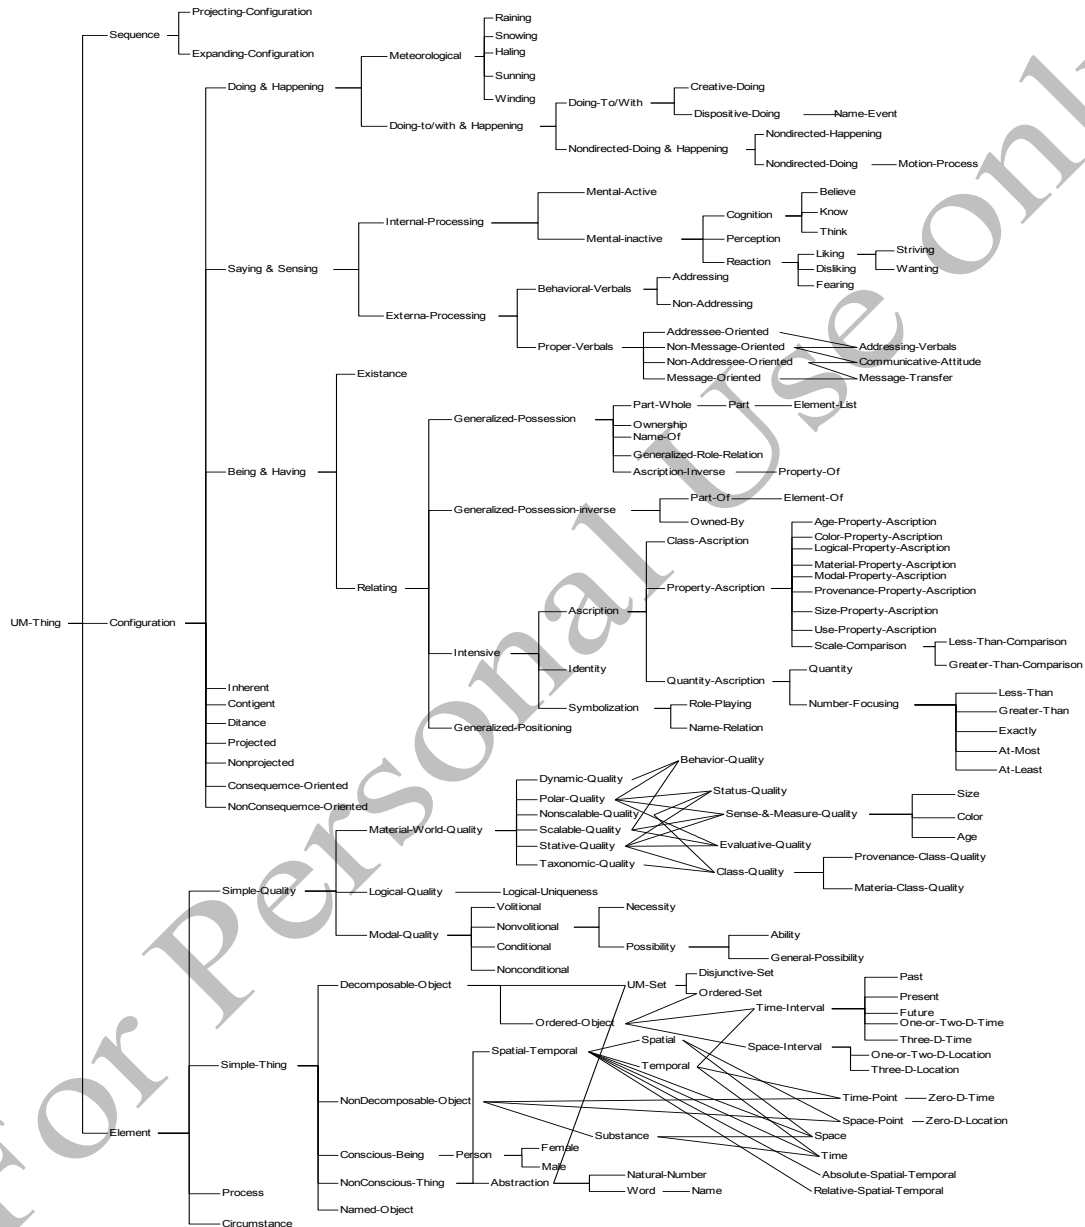 Projecting-Configuration
Sequence
Expanding-Configuration
Raining
Snowing
Haling
Sunning
Winding
Meteorological
Doing & Happening
Creative-Doing
Doing-To/With
Dispositive-Doing
Name-Event
Doing-to/with & Happening
Nondirected-Happening
Nondirected-Doing & Happening
Nondirected-Doing
Motion-Process
Mental-Active
Believe
Internal-Processing
Cognition
Know
Think
Mental-inactive
Perception
Reaction
Liking
Striving
Wanting
Saying & Sensing
Disliking
Fearing
Behavioral-Verbals
Addressing
Non-Addressing
Externa-Processing
Addressee-Oriented
Proper-Verbals
Non-Message-Oriented
Addressing-Verbals
Non-Addressee-Oriented
Communicative-Attitude
Message-Oriented
Message-Transfer
Existance
Part-Whole
Part
Element-List
Generalized-Possession
Ownership
Name-Of
Generalized-Role-Relation
Being & Having
Ascription-Inverse
Property-Of
Part-Of
Element-Of
Generalized-Possession-inverse
Owned-By
Age-Property-Ascription
Class-Ascription
Color-Property-Ascription
Logical-Property-Ascription
Material-Property-Ascription
Modal-Property-Ascription
Relating
Property-Ascription
Provenance-Property-Ascription
Ascription
Size-Property-Ascription
UM-Thing
Configuration
Use-Property-Ascription
Scale-Comparison
Less-Than-Comparison
Greater-Than-Comparison
Intensive
Identity
Quantity
Quantity-Ascription
Inherent
Less-Than
Contigent
Symbolization
Role-Playing
Number-Focusing
Greater-Than
Ditance
Generalized-Positioning
Name-Relation
Exactly
Projected
At-Most
Nonprojected
Behavior-Quality
At-Least
Consequemce-Oriented
Dynamic-Quality
Status-Quality
Size
NonConsequemce-Oriented
Polar-Quality
Nonscalable-Quality
Sense-&-Measure-Quality
Color
Material-World-Quality
Scalable-Quality
Age
Stative-Quality
Evaluative-Quality
Taxonomic-Quality
Class-Quality
Provenance-Class-Quality
Materia-Class-Quality
Simple-Quality
Logical-Quality
Logical-Uniqueness
Volitional
Necessity
Modal-Quality
Nonvolitional
Conditional
Possibility
Ability
General-Possibility
Nonconditional
Disjunctive-Set
Decomposable-Object
UM-Set
Ordered-Set
Past
Time-Interval
Present
Ordered-Object
Future
One-or-Two-D-Time
Three-D-Time
Spatial-Temporal
Spatial
Space-Interval
One-or-Two-D-Location
Simple-Thing
Temporal
Three-D-Location
NonDecomposable-Object
Time-Point
Zero-D-Time
Space-Point
Zero-D-Location
Element
Substance
Space
Conscious-Being
Person
Female
Time
Male
NonConscious-Thing
Abstraction
Natural-Number
Absolute-Spatial-Temporal
Process
Word
Name
Relative-Spatial-Temporal
Named-Object
Circumstance
For Personal Use only